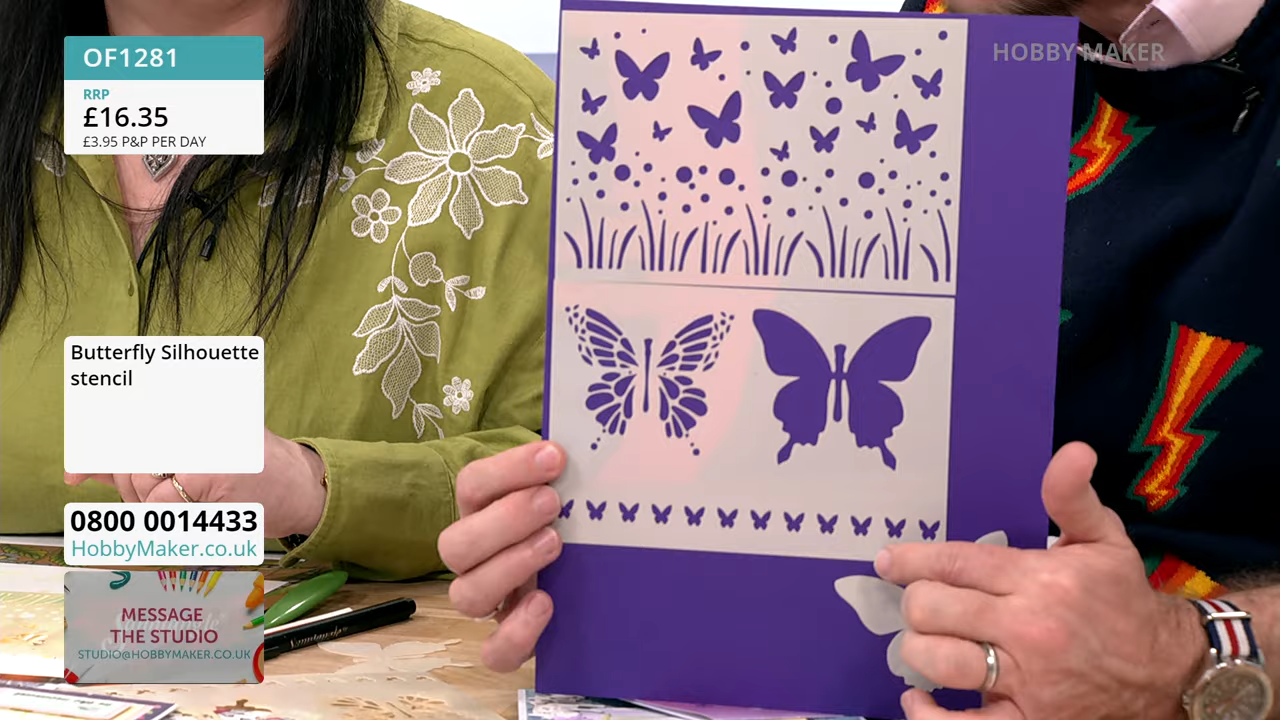 OF1281
RRP
£16.35
£3.95 P&P PER DAY
HOBBY MAKER
Butterfly Silhouette
stencil
0800 0014433
HobbyMaker.co.uk
MESSAGE
THE STUDIO
STUDIO@HOBBYMAKER.CO.UK